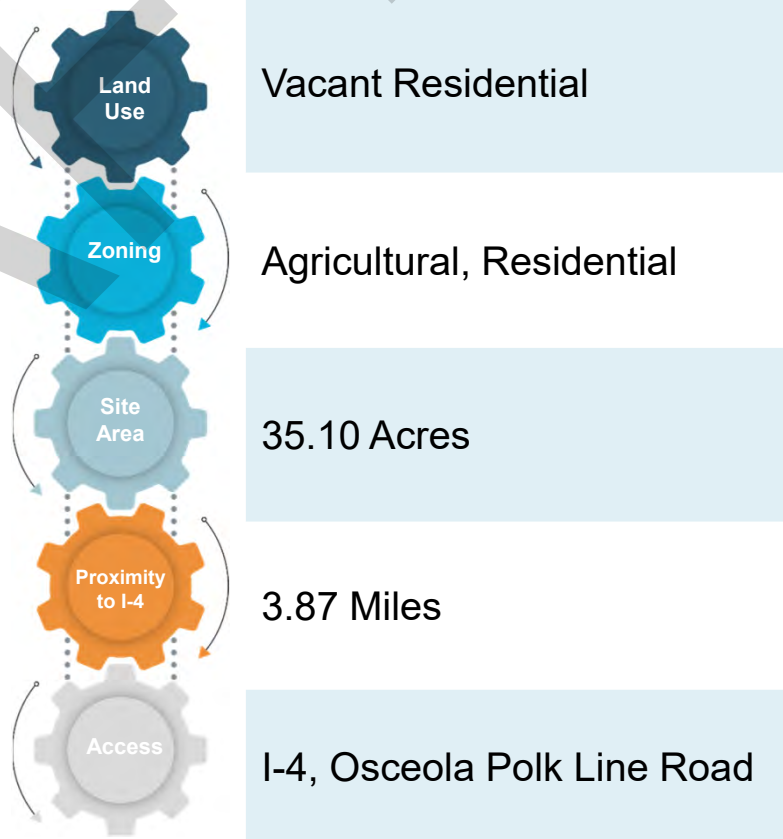 Land
Use
Vacant Residential
Zoning
Agricultural, Residential
Site
Area
35.10 Acres
Proximity
to I-4
3.87 Miles
Access
I-4, Osceola Polk Line Road